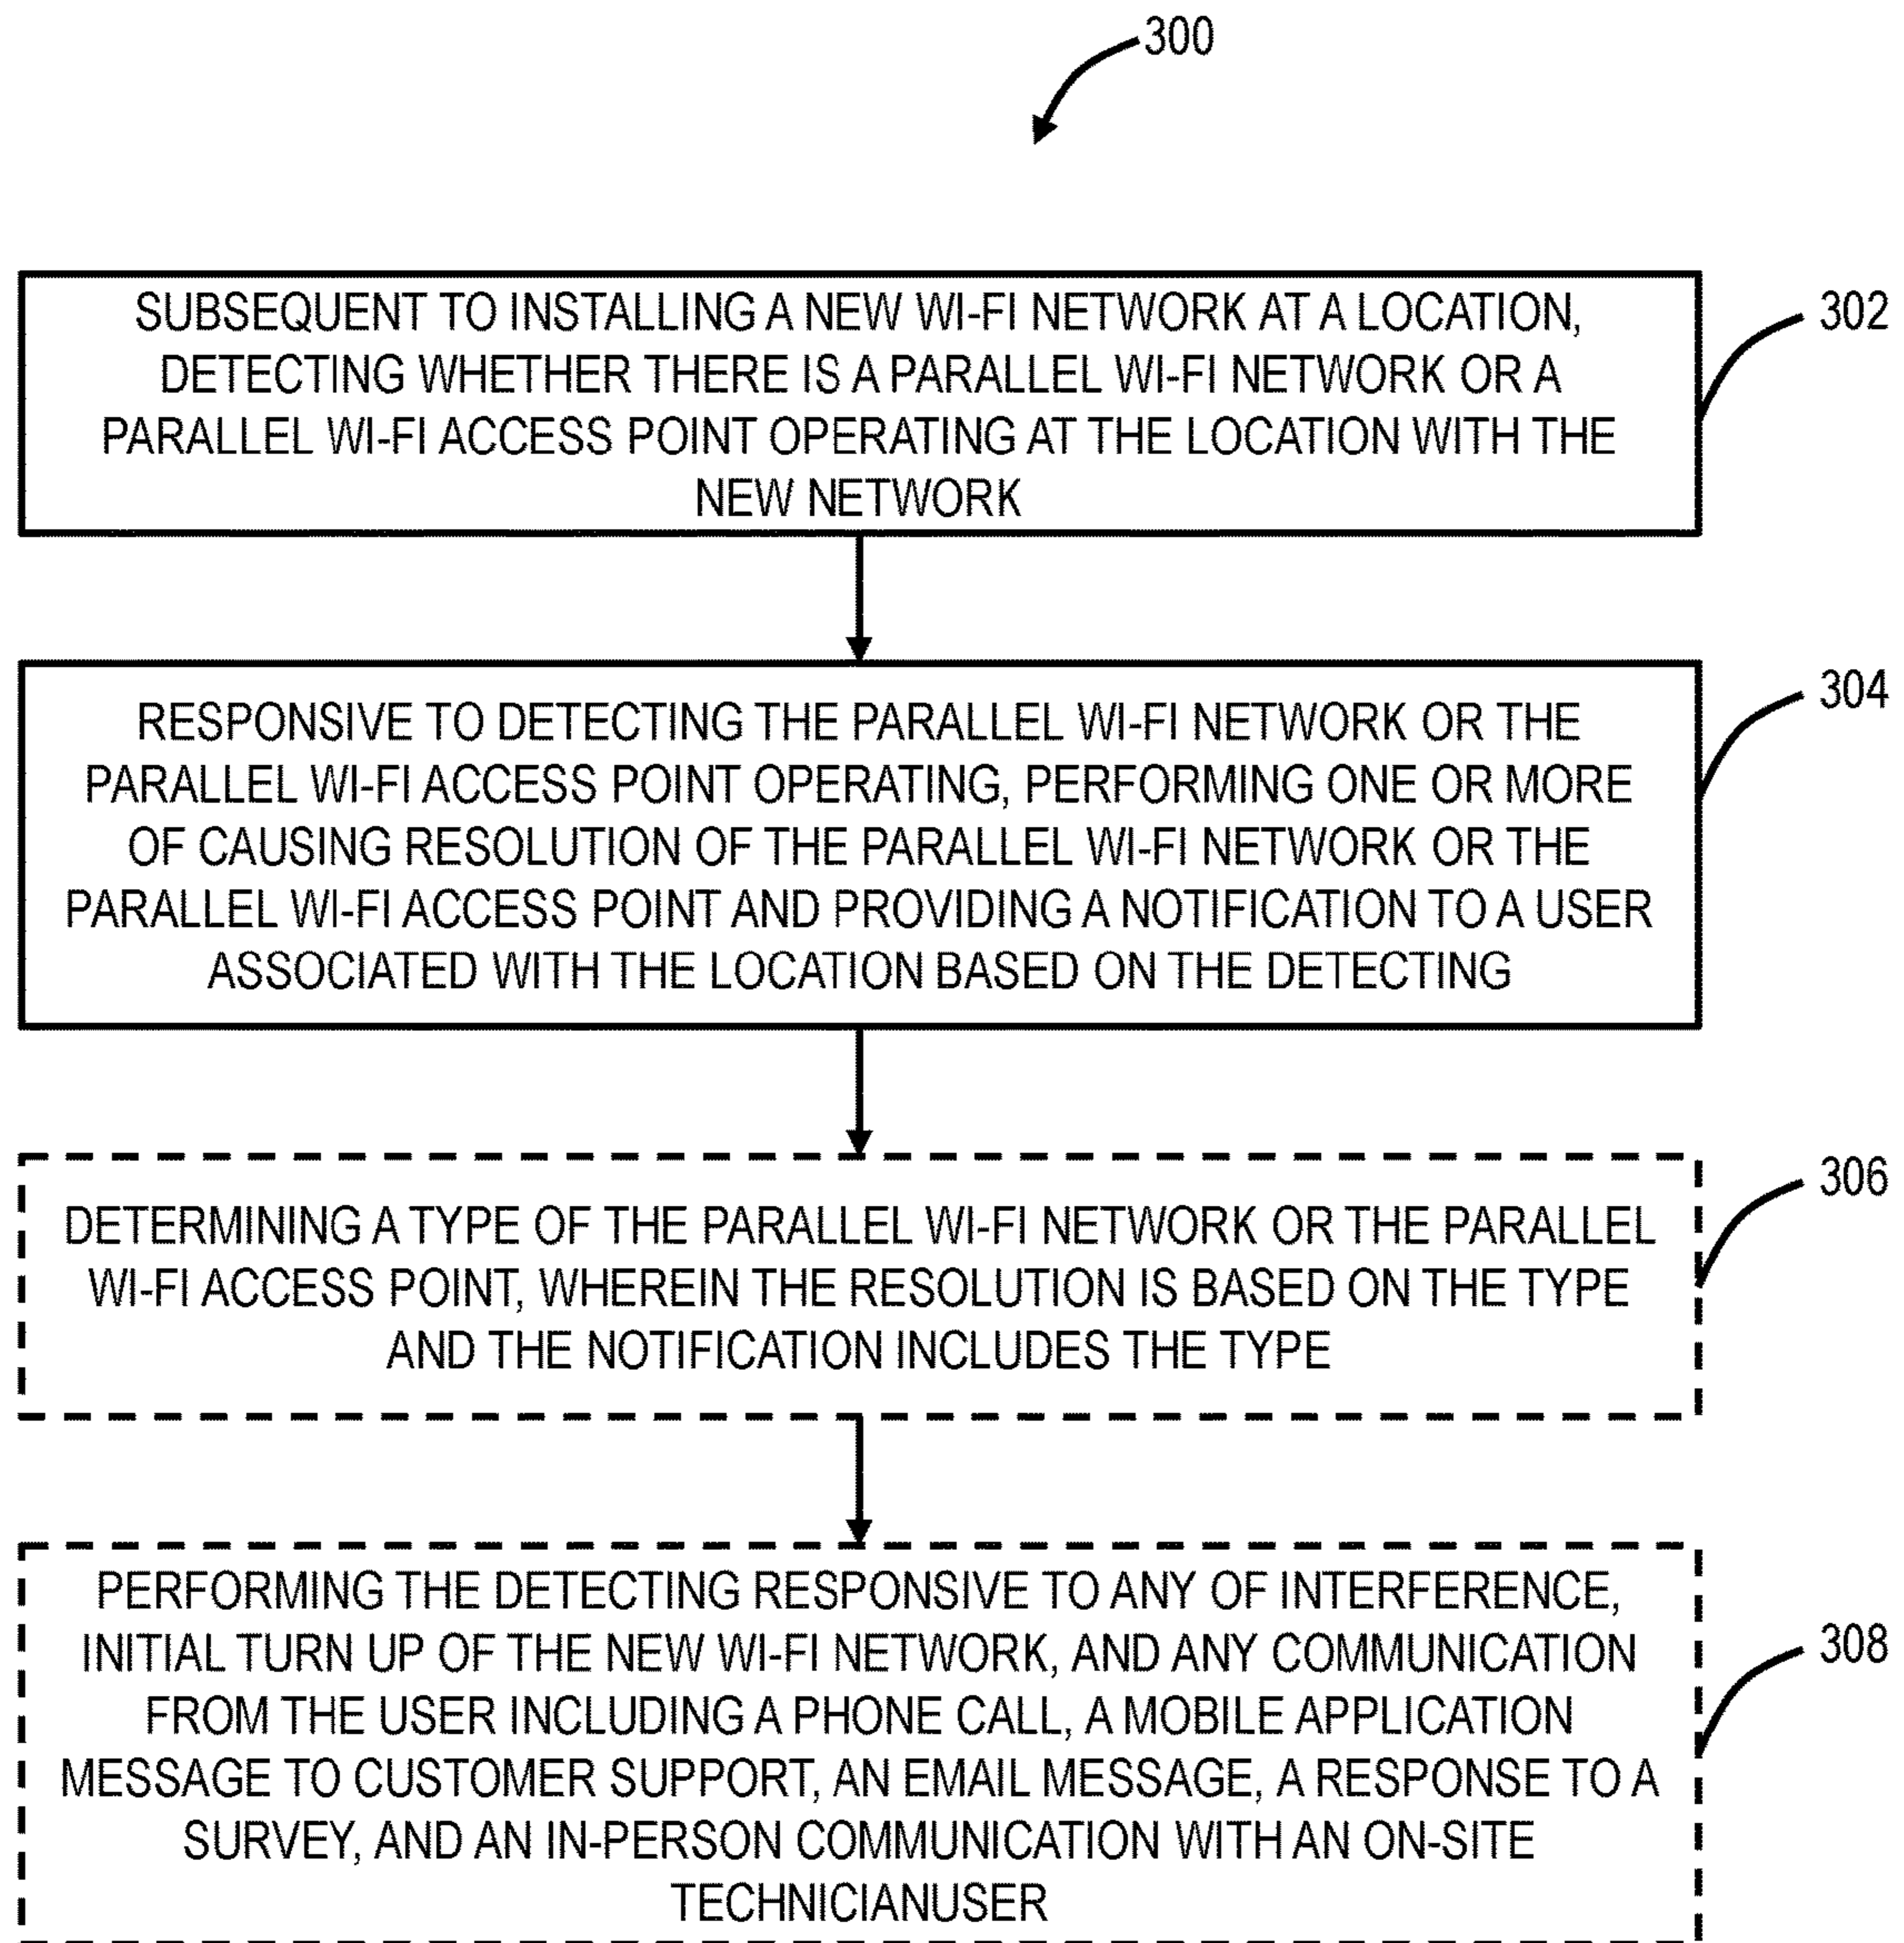 300
SUBSEQUENT TO INSTALLING A NEW WI-FI NETWORK AT A LOCATION,
DETECTING WHETHER THERE IS A PARALLEL WI-FI NETWORK OR A
PARALLEL WI-FI ACCESS POINT OPERATING AT THE LOCATION WITH THE
NEW NETWORK
302
RESPONSIVE TO DETECTING THE PARALLEL WI-FI NETWORK OR THE
PARALLEL WI-FI ACCESS POINT OPERATING, PERFORMING ONE OR MORE
OF CAUSING RESOLUTION OF THE PARALLEL WI-FI NETWORK OR THE
PARALLEL WI-FI ACCESS POINT AND PROVIDING A NOTIFICATION TO A USER
ASSOCIATED WITH THE LOCATION BASED ON THE DETECTING
304
DETERMINING A TYPE OF THE PARALLEL WI-FI NETWORK OR THE PARALLEL
WI-FI ACCESS POINT, WHEREIN THE RESOLUTION IS BASED ON THE TYPE
AND THE NOTIFICATION INCLUDES THE TYPE
306
PERFORMING THE DETECTING RESPONSIVE TO ANY OF INTERFERENCE,
INITIAL TURN UP OF THE NEW WI-FI NETWORK, AND ANY COMMUNICATION
FROM THE USER INCLUDING A PHONE CALL, A MOBILE APPLICATION
MESSAGE TO CUSTOMER SUPPORT, AN EMAIL MESSAGE, A RESPONSE TO A
SURVEY, AND AN IN-PERSON COMMUNICATION WITH AN ON-SITE
TECHNICIANUSER
308